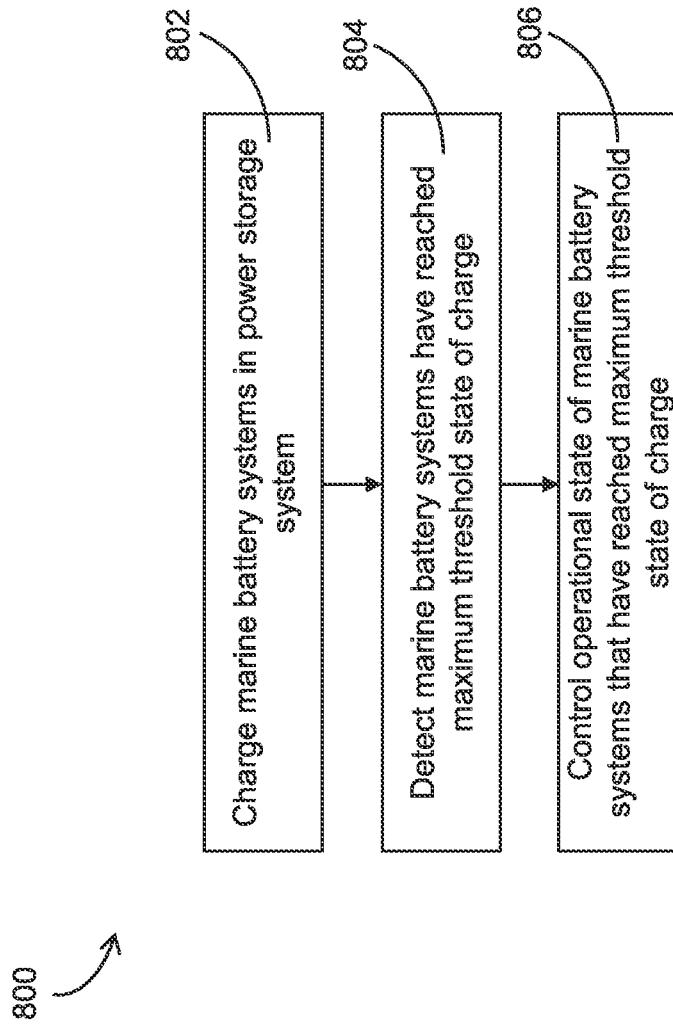 800
802
Charge marine battery systems in power storage
system
804
Detect marine battery systems have reached
maximum threshold state of charge
806
Control operational state of marine battery
systems that have reached maximum threshold
state of charge